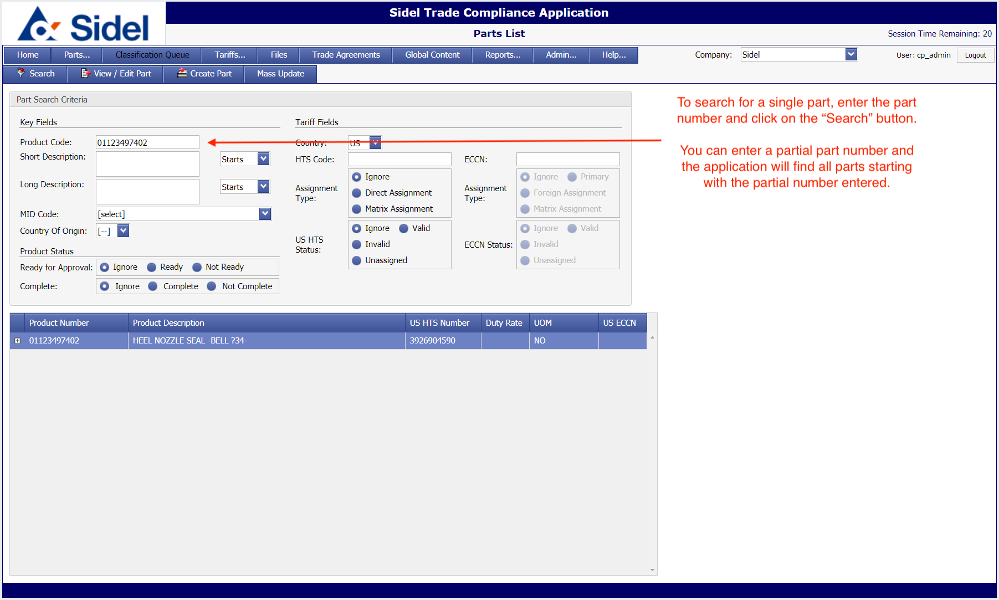 Sidel
Sidel Trade Compliance Application
Parts List
Session Time Remaining: 20
Home Parts... Classification Queue Tariffs... Files Trade Agreements Global Content Reports... Admin... Help...
Company: Sidel User: cp_admin Logout
Search View / Edit Part Create Part Mass Update
Part Search Criteria
Key Fields
Product Code: 01123497402
Short Description: Starts
Long Description: Starts
MID Code: [select]
Country Of Origin: [--]
Product Status
Ready for Approval: Ignore Ready Not Ready
Complete: Ignore Complete Not Complete
Tariff Fields
Country: US
HTS Code:
Assignment Type: Ignore
Direct Assignment
Matrix Assignment
US HTS Status: Ignore Valid
Invalid
Unassigned
ECCN:
Assignment Type: Ignore Primary
Foreign Assignment
Matrix Assignment
ECCN Status: Ignore Valid
Invalid
Unassigned
To search for a single part, enter the part
number and click on the “Search” button.
You can enter a partial part number and
the application will find all parts starting
with the partial number entered.
Product Number Product Description US HTS Number Duty Rate UOM US ECCN
01123497402 HEEL NOZZLE SEAL -BELL ?34- 3926904590 NO